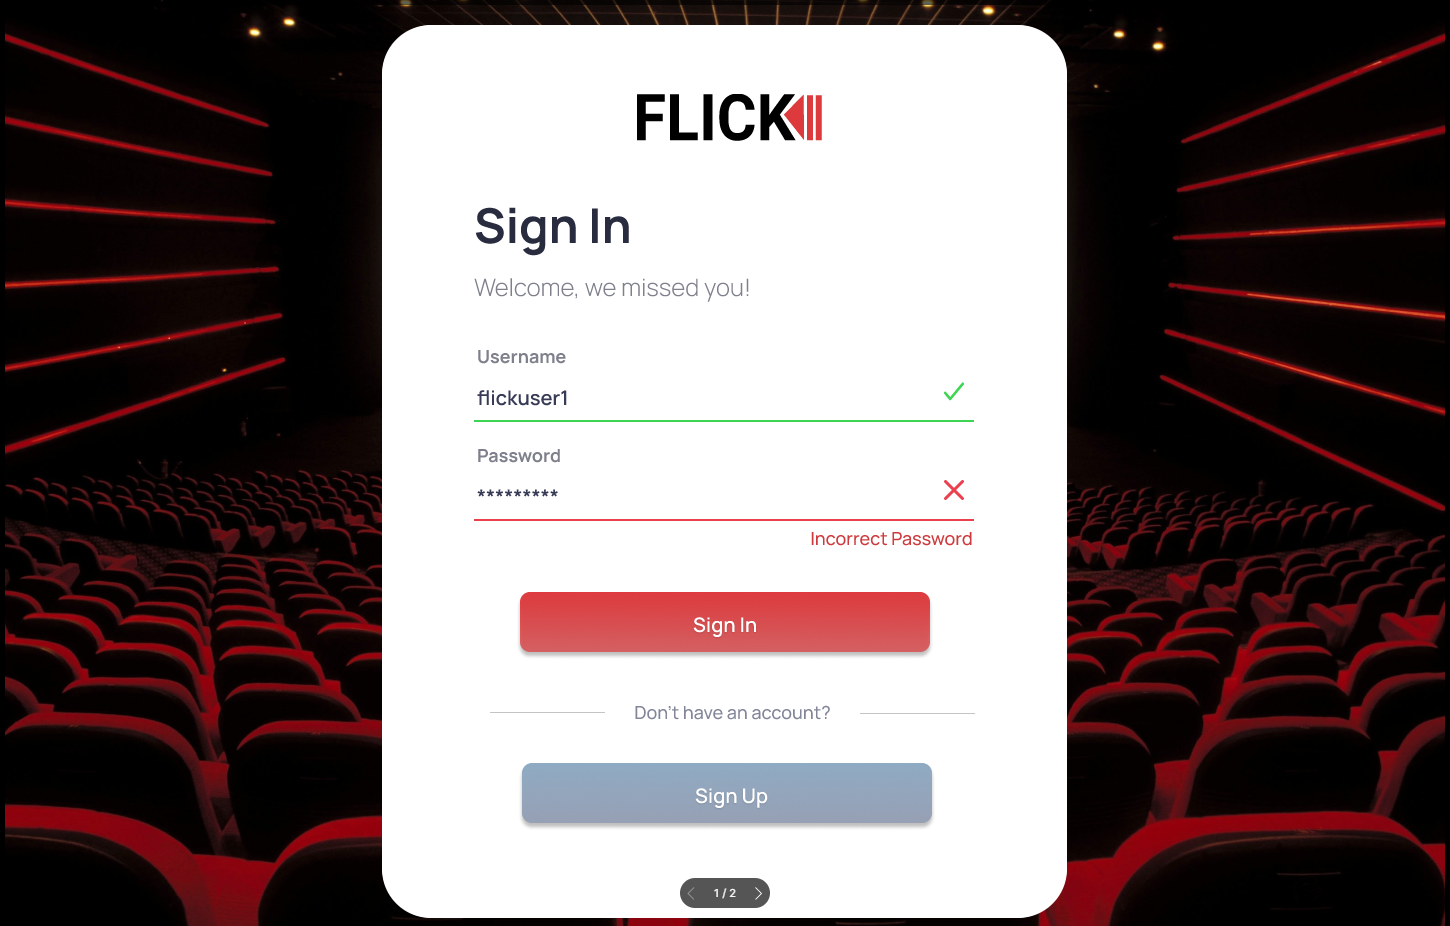 FLICK
Sign In
Welcome, we missed you!
Username
flickuser1
Password
*********
Incorrect Password
Sign In
Don't have an account?
Sign Up
1 / 2